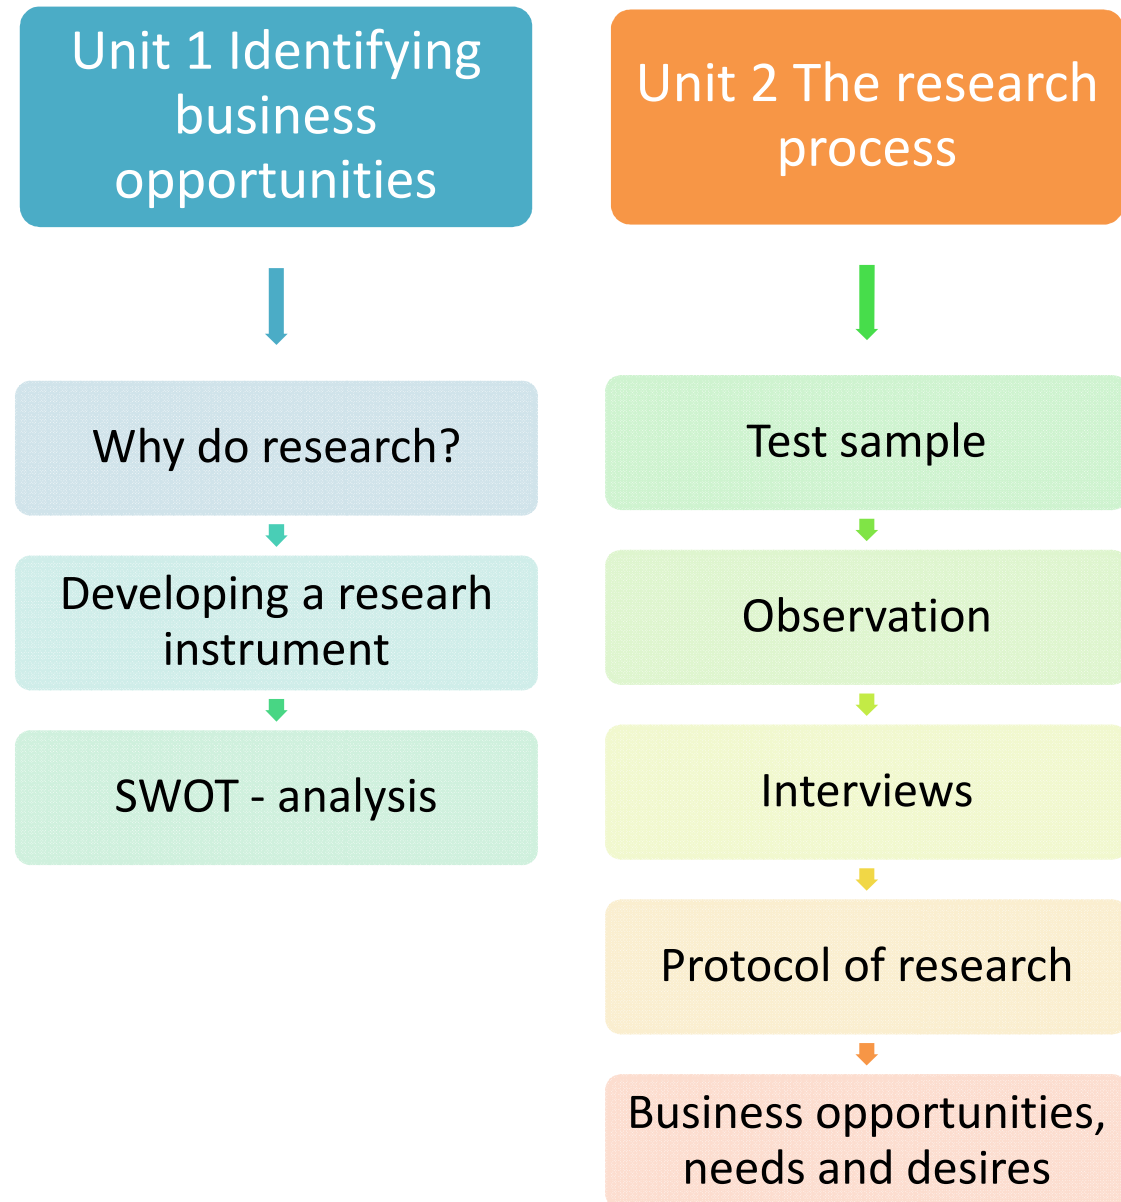 Unit 1 Identifying
business
opportunities
Why do research?
Developing a researh
instrument
SWOT - analysis
Unit 2 The research
process
Test sample
Observation
Interviews
Protocol of research
Business opportunities,
needs and desires